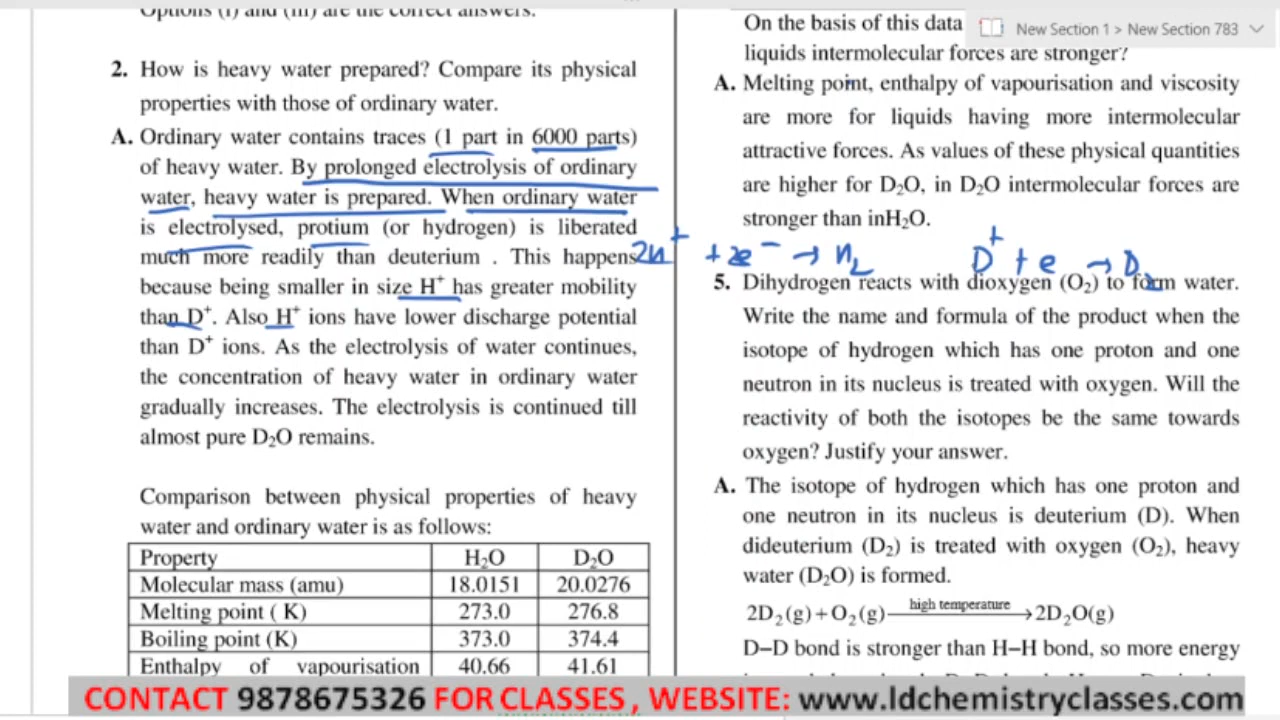 Options (i) and (iii) are the correct answers.
2. How is heavy water prepared? Compare its physical
properties with those of ordinary water.
A. Ordinary water contains traces (1 part in 6000 parts)
of heavy water. By prolonged electrolysis of ordinary
water, heavy water is prepared. When ordinary water
is electrolysed, protium (or hydrogen) is liberated
much more readily than deuterium . This happens
because being smaller in size H⁺ has greater mobility
than D⁺. Also H⁺ ions have lower discharge potential
than D⁺ ions. As the electrolysis of water continues,
the concentration of heavy water in ordinary water
gradually increases. The electrolysis is continued till
almost pure D₂O remains.
Comparison between physical properties of heavy
water and ordinary water is as follows:
Property H₂O D₂O
Molecular mass (amu) 18.0151 20.0276
Melting point ( K) 273.0 276.8
Boiling point (K) 373.0 374.4
Enthalpy of vapourisation 40.66 41.61
On the basis of this data
New Section 1 > New Section 783
liquids intermolecular forces are stronger?
A. Melting point, enthalpy of vapourisation and viscosity
are more for liquids having more intermolecular
attractive forces. As values of these physical quantities
are higher for D₂O, in D₂O intermolecular forces are
stronger than inH₂O.
2H⁺ + 2e⁻ → H₂ D⁺ + e → D₂
5. Dihydrogen reacts with dioxygen (O₂) to form water.
Write the name and formula of the product when the
isotope of hydrogen which has one proton and one
neutron in its nucleus is treated with oxygen. Will the
reactivity of both the isotopes be the same towards
oxygen? Justify your answer.
A. The isotope of hydrogen which has one proton and
one neutron in its nucleus is deuterium (D). When
dideuterium (D₂) is treated with oxygen (O₂), heavy
water (D₂O) is formed.
2D₂(g)+O₂(g) high temperature → 2D₂O(g)
D–D bond is stronger than H–H bond, so more energy
CONTACT 9878675326 FOR CLASSES , WEBSITE: www.ldchemistryclasses.com